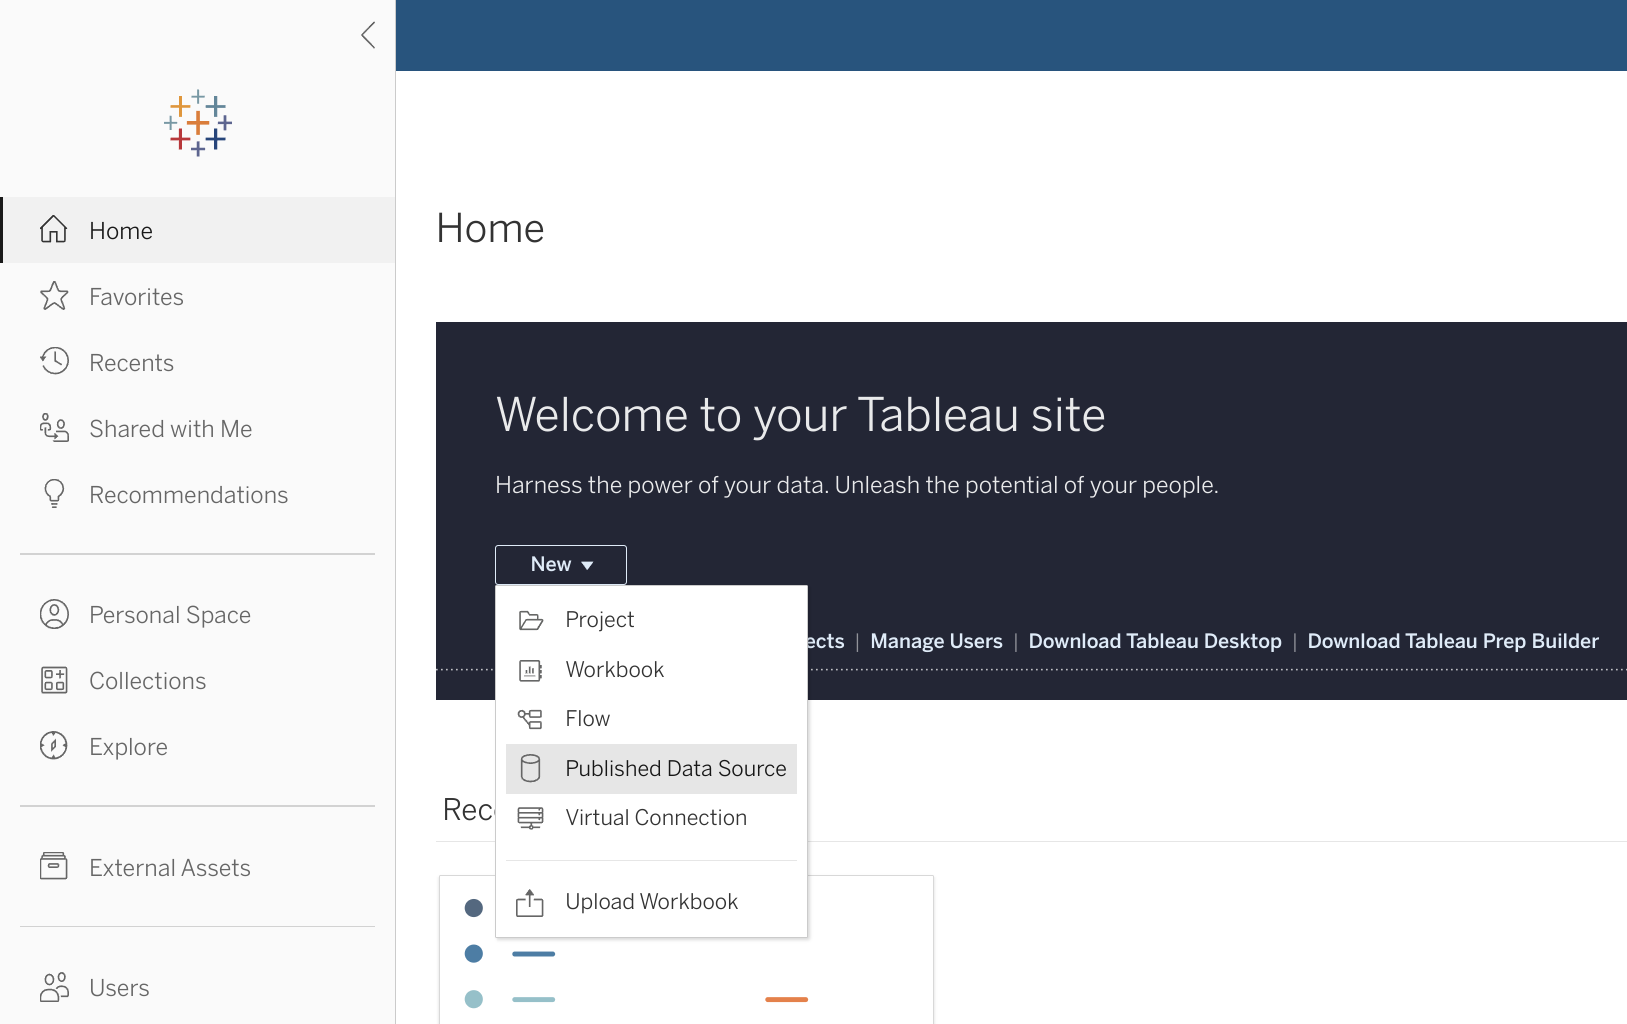 Home
Favorites
Recents
Shared with Me
Recommendations
Personal Space
Collections
Explore
External Assets
Users
Home
Welcome to your Tableau site
Harness the power of your data. Unleash the potential of your people.
New
Project
Workbook
Flow
Published Data Source
Virtual Connection
Upload Workbook
ects | Manage Users | Download Tableau Desktop | Download Tableau Prep Builder
Rec